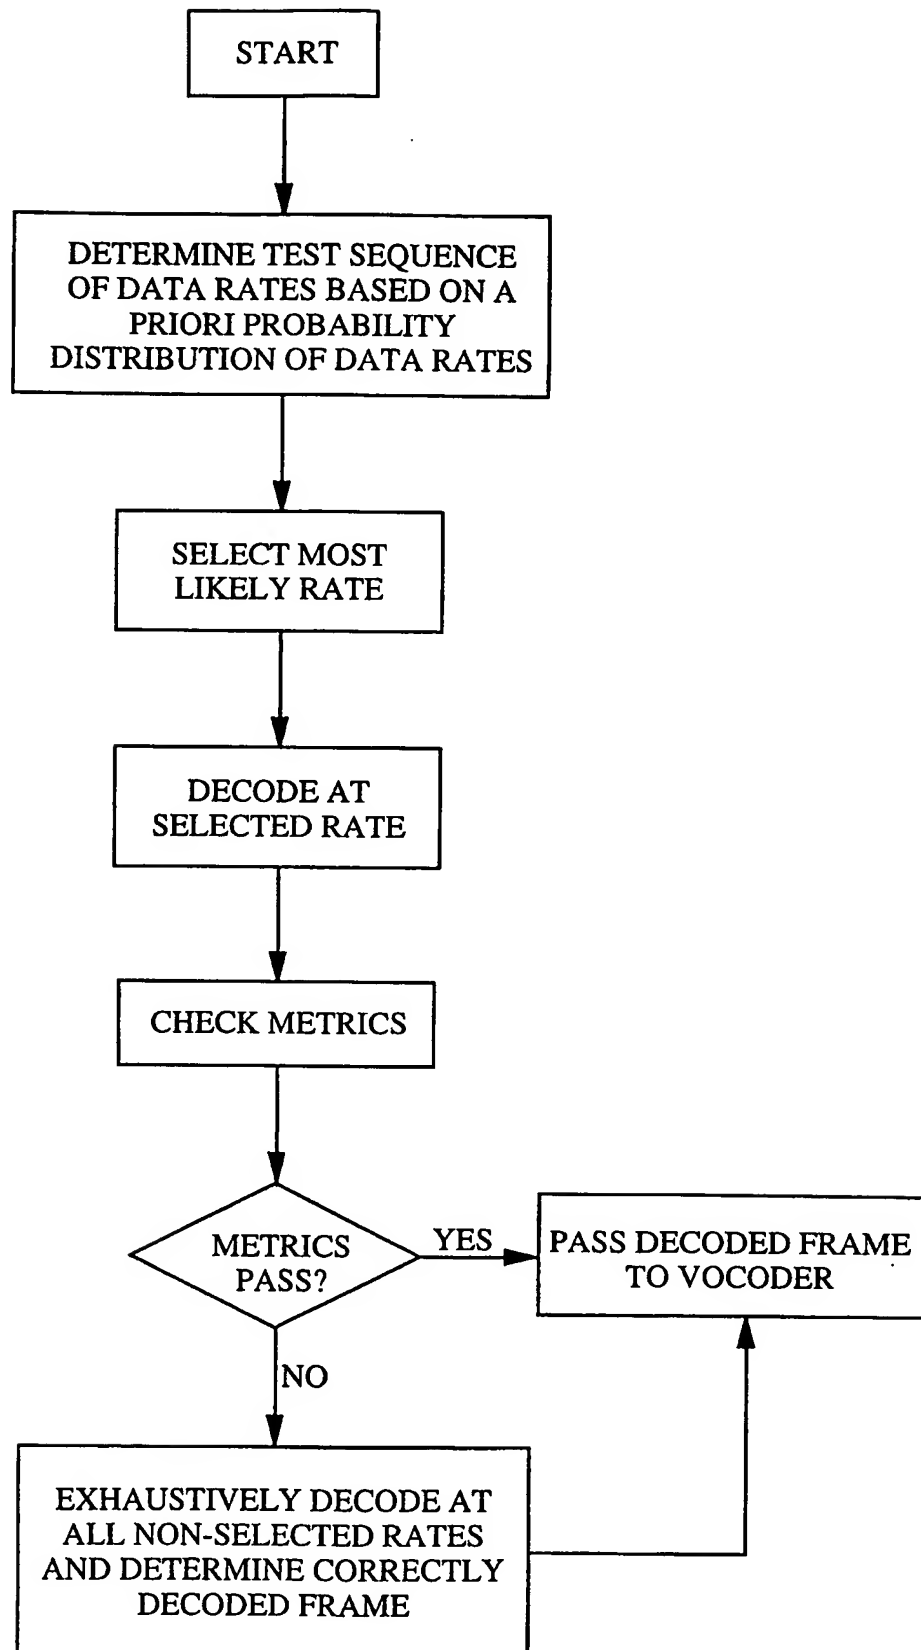 START
DETERMINE TEST SEQUENCE
OF DATA RATES BASED ON A
PRIORI PROBABILITY
DISTRIBUTION OF DATA RATES
SELECT MOST
LIKELY RATE
DECODE AT
SELECTED RATE
CHECK METRICS
METRICS
PASS?
YES
PASS DECODED FRAME
TO VOCODER
NO
EXHAUSTIVELY DECODE AT
ALL NON-SELECTED RATES
AND DETERMINE CORRECTLY
DECODED FRAME